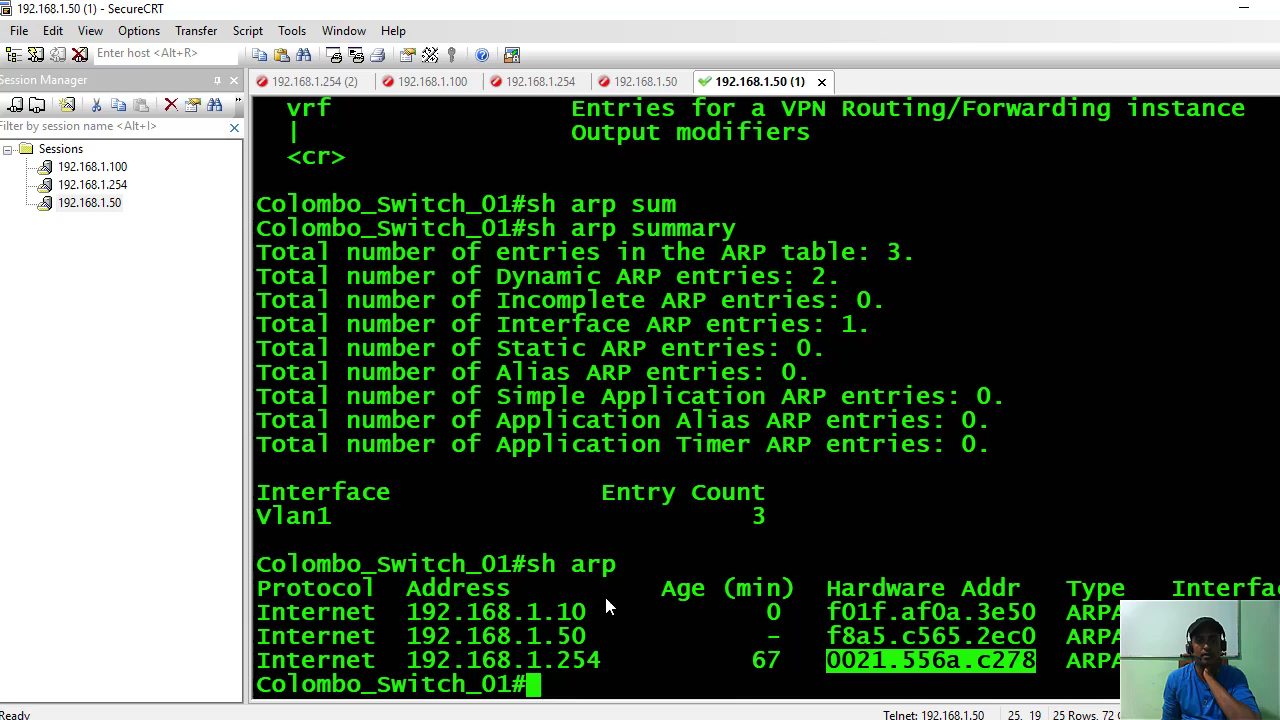 192.168.1.50 (1) - SecureCRT
File Edit View Options Transfer Script Tools Window Help
Enter host <Alt+R>
Session Manager
192.168.1.254 (2) 192.168.1.100 192.168.1.254 192.168.1.50 192.168.1.50 (1)
Filter by session name <Alt+I>
Sessions
192.168.1.100
192.168.1.254
192.168.1.50
vrf Entries for a VPN Routing/Forwarding instance
| Output modifiers
<cr>
Colombo_Switch_01#sh arp sum
Colombo_Switch_01#sh arp summary
Total number of entries in the ARP table: 3.
Total number of Dynamic ARP entries: 2.
Total number of Incomplete ARP entries: 0.
Total number of Interface ARP entries: 1.
Total number of Static ARP entries: 0.
Total number of Alias ARP entries: 0.
Total number of Simple Application ARP entries: 0.
Total number of Application Alias ARP entries: 0.
Total number of Application Timer ARP entries: 0.
Interface Entry Count
Vlan1 3
Colombo_Switch_01#sh arp
Protocol Address Age (min) Hardware Addr Type Interfac
Internet 192.168.1.10 0 f01f.af0a.3e50 ARPA
Internet 192.168.1.50 - f8a5.c565.2ec0 ARPA
Internet 192.168.1.254 67 0021.556a.c278 ARPA
Colombo_Switch_01#
Ready Telnet: 192.168.1.50 25, 19 25 Rows, 72 C